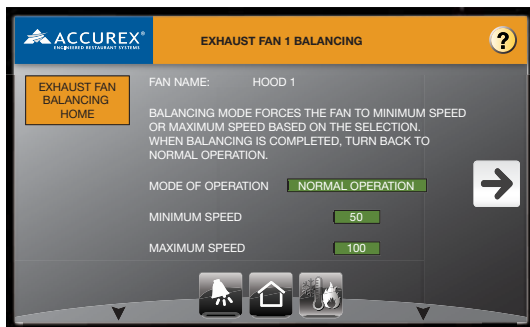 ACCUREX®
ENGINEERED RESTAURANT SYSTEMS
EXHAUST FAN 1 BALANCING
?
EXHAUST FAN
BALANCING
HOME
FAN NAME: HOOD 1
BALANCING MODE FORCES THE FAN TO MINIMUM SPEED
OR MAXIMUM SPEED BASED ON THE SELECTION.
WHEN BALANCING IS COMPLETED, TURN BACK TO
NORMAL OPERATION.
MODE OF OPERATION NORMAL OPERATION
MINIMUM SPEED 50
MAXIMUM SPEED 100